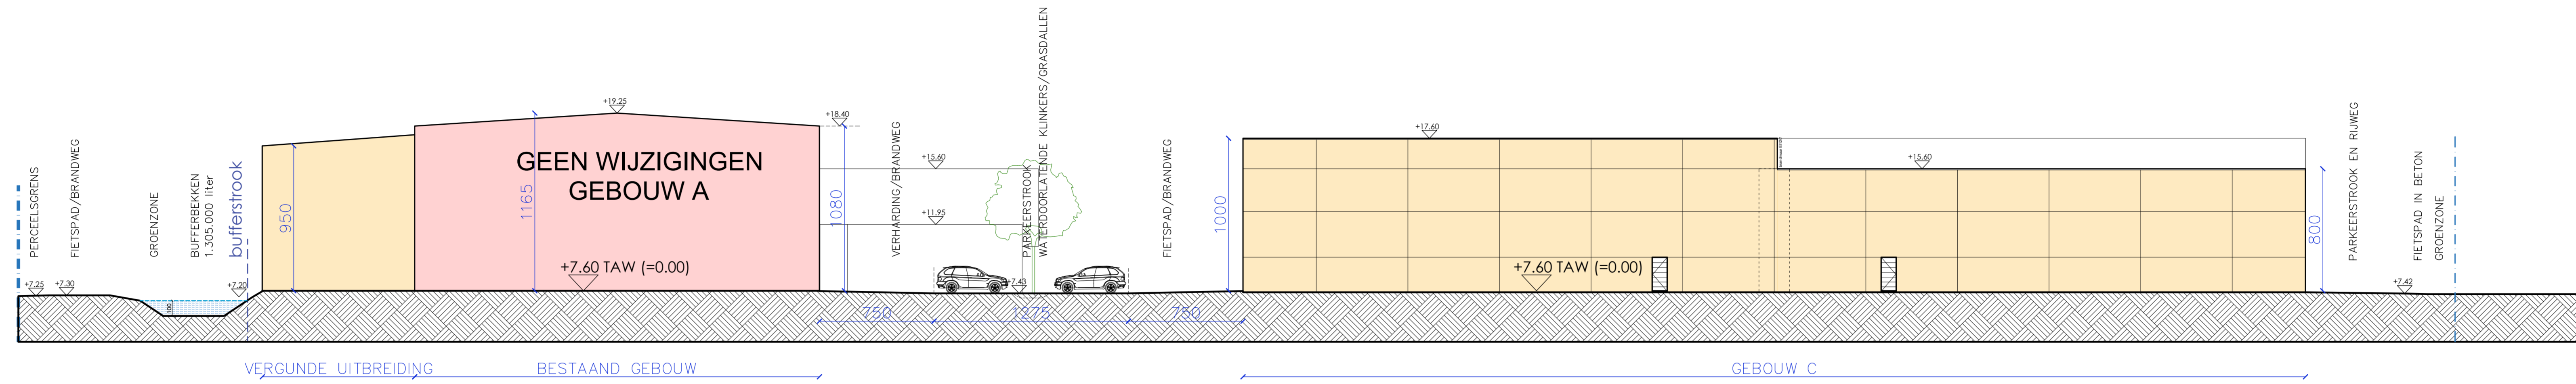 PERCEELSGRENS
FIETSPAD/BRANDWEG
GROENZONE
BUFFERBEKKEN
1.305.000 liter
bufferstrook
+7.25
+7.30
100
+7.20
950
1165
+19.25
GEEN WIJZIGINGEN
GEBOUW A
+7.60 TAW (=0.00)
+18.40
1080
+15.60
+11.95
VERHARDING/BRANDWEG
PARKEERSTROOK
WATERDOORLATENDE KLINKERS/GRASDALLEN
+7.43
FIETSPAD/BRANDWEG
750
1275
750
1000
+17.60
+15.60
+7.60 TAW (=0.00)
800
PARKEERSTROOK EN RIJWEG
FIETSPAD IN BETON
GROENZONE
+7.42
VERGUNDE UITBREIDING
BESTAAND GEBOUW
GEBOUW C